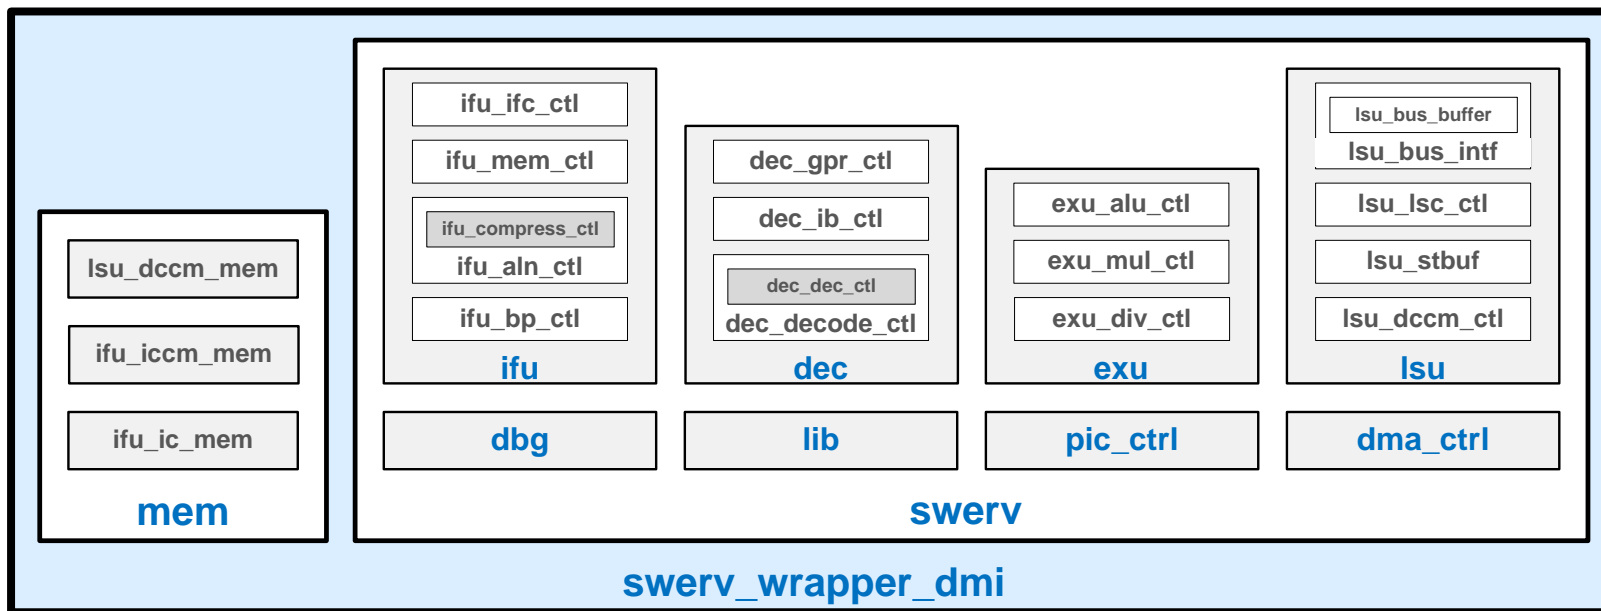 lsu_dccm_mem
ifu_iccm_mem
ifu_ic_mem
mem
ifu_ifc_ctl
ifu_mem_ctl
ifu_compress_ctl
ifu_aln_ctl
ifu_bp_ctl
ifu
dec_gpr_ctl
dec_ib_ctl
dec_dec_ctl
dec_decode_ctl
dec
exu_alu_ctl
exu_mul_ctl
exu_div_ctl
exu
lsu_bus_buffer
lsu_bus_intf
lsu_lsc_ctl
lsu_stbuf
lsu_dccm_ctl
lsu
dbg
lib
pic_ctrl
dma_ctrl
swerv
swerv_wrapper_dmi